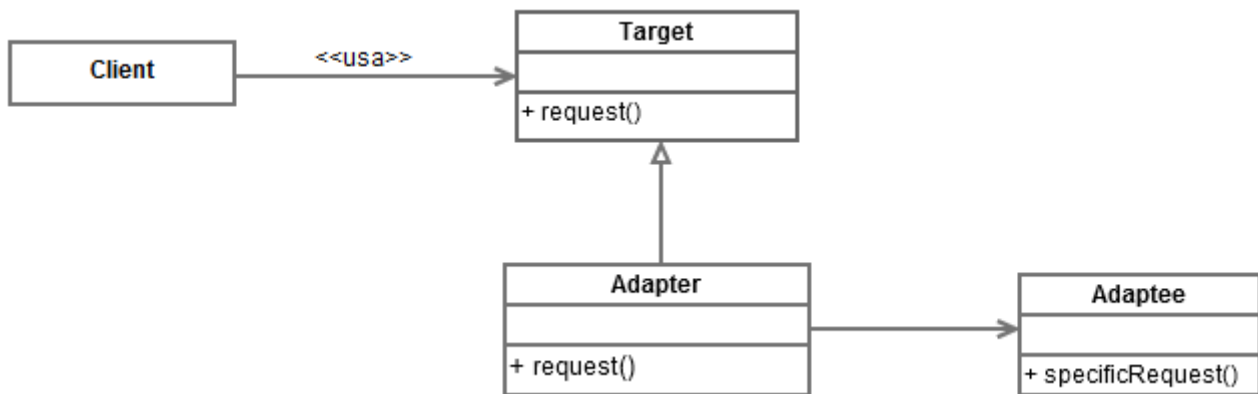 Target
Client
<<usa>>
+ request()
Adapter
Adaptee
+ request()
+ specificRequest()